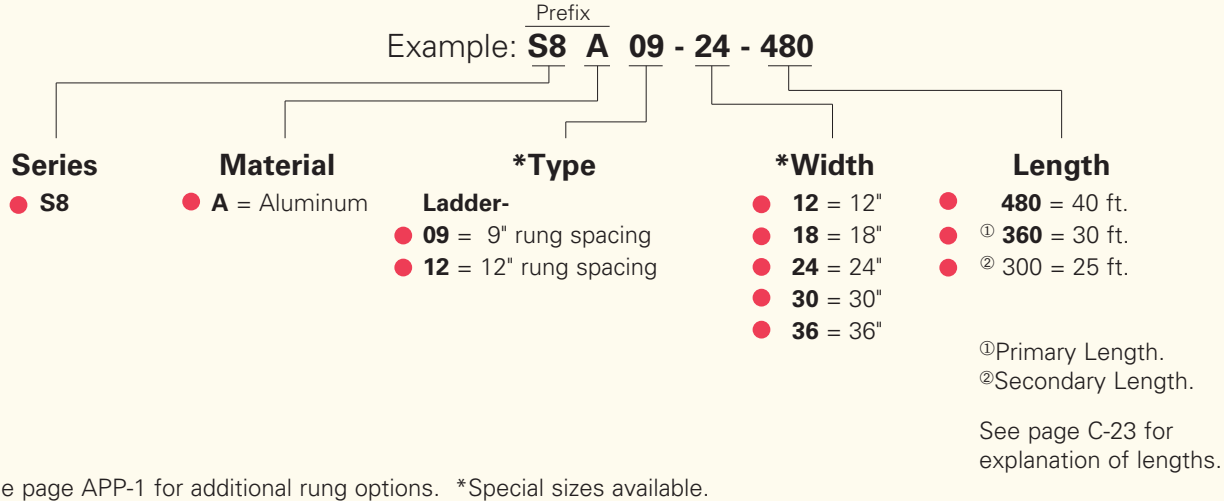 Prefix
Example: S8 A 09 - 24 - 480
Series
S8
Material
A = Aluminum
*Type
Ladder-
09 = 9" rung spacing
12 = 12" rung spacing
*Width
12 = 12"
18 = 18"
24 = 24"
30 = 30"
36 = 36"
Length
480 = 40 ft.
① 360 = 30 ft.
② 300 = 25 ft.
①Primary Length.
②Secondary Length.
See page C-23 for
explanation of lengths.
e page APP-1 for additional rung options. *Special sizes available.